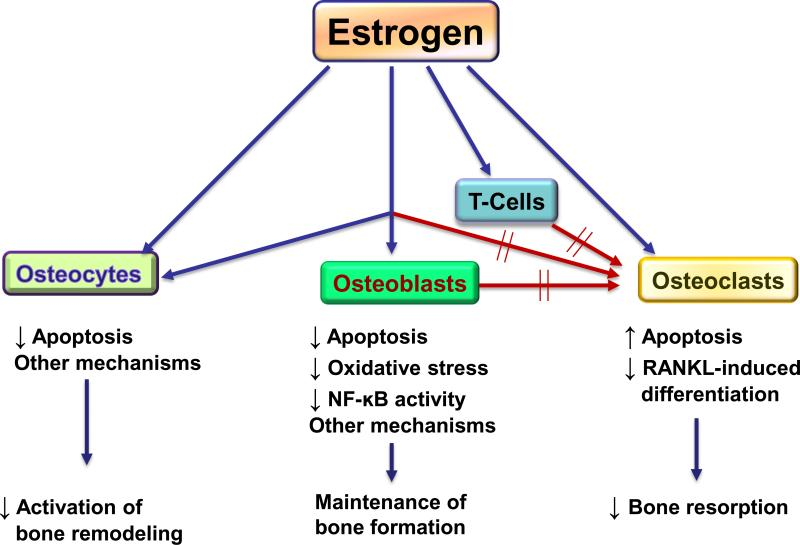 Estrogen
T-Cells
Osteocytes
Osteoblasts
Osteoclasts
↓ Apoptosis
Other mechanisms
↓ Activation of
bone remodeling
↓ Apoptosis
↓ Oxidative stress
↓ NF-κB activity
Other mechanisms
Maintenance of
bone formation
↑ Apoptosis
↓ RANKL-induced
differentiation
↓ Bone resorption